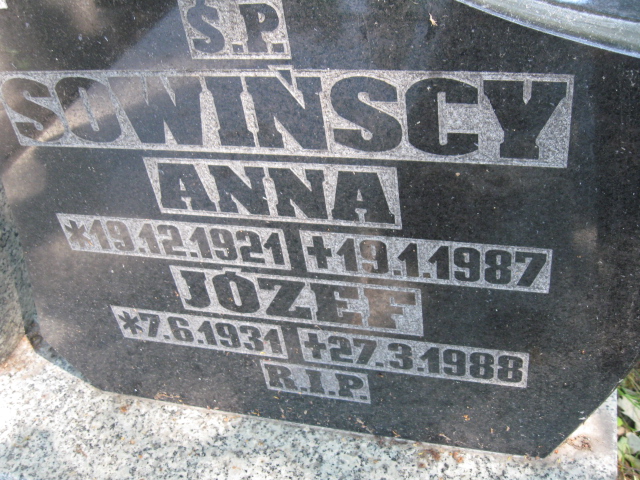 Ś.P.
SOWIŃSCY
ANNA
*19.12.1921 +19.1.1987
JÓZEF
*7.6.1931 +27.3.1988
R.I.P.